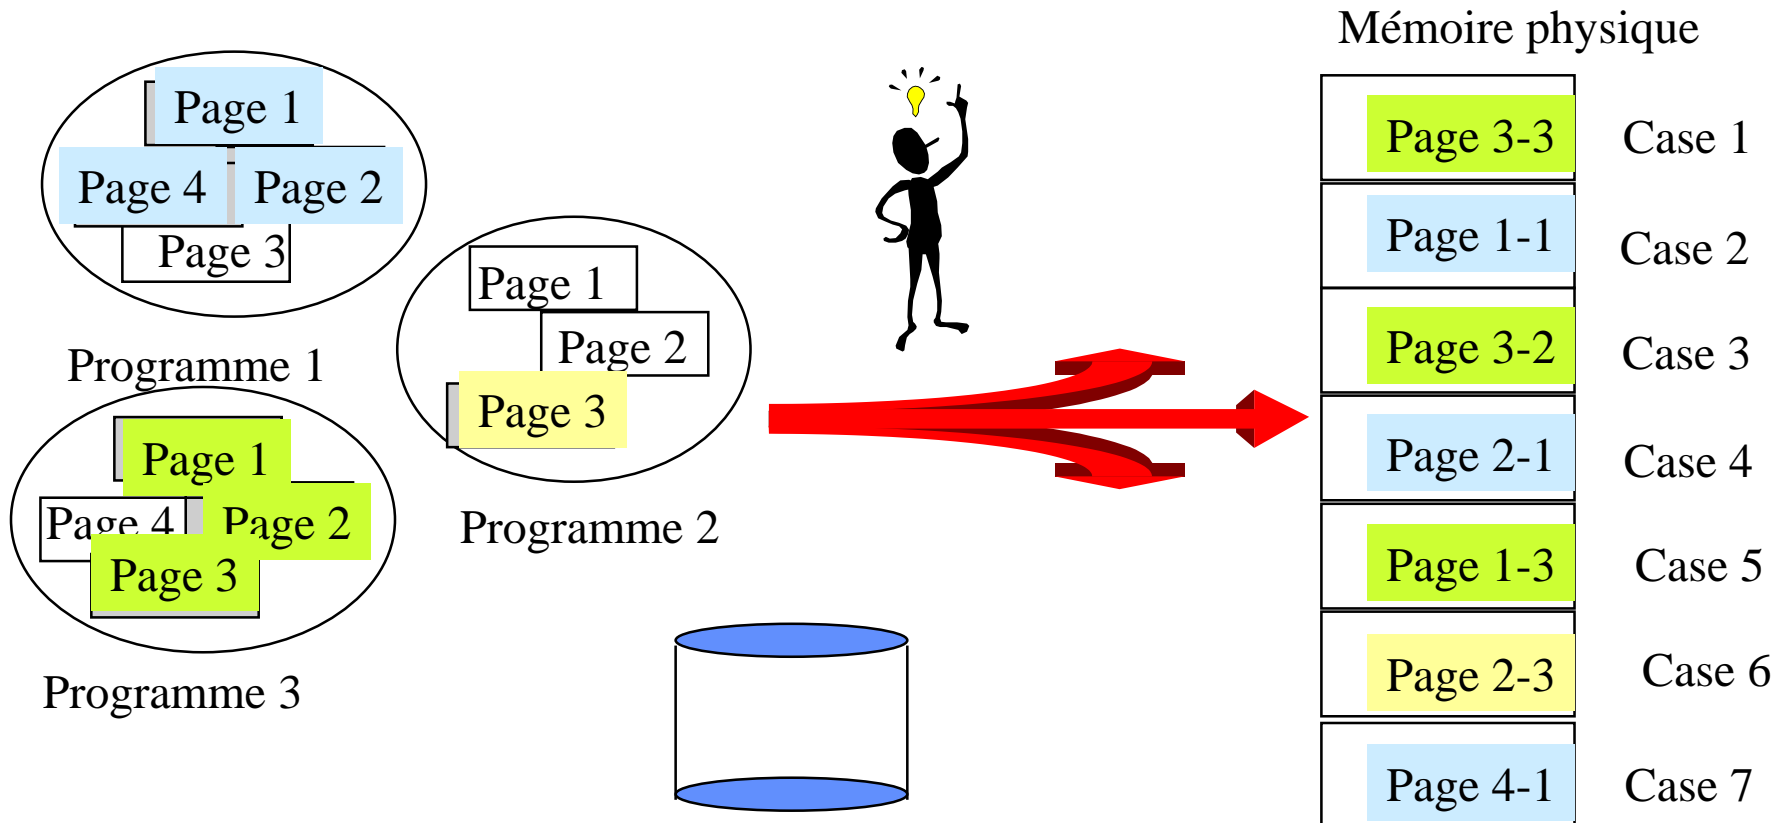 Mémoire physique
Page 1
Page 4
Page 2
Page 3
Programme 1
Page 1
Page 2
Page 3
Programme 2
Page 1
Page 4
Page 2
Page 3
Programme 3
Page 3-3 Case 1
Page 1-1 Case 2
Page 3-2 Case 3
Page 2-1 Case 4
Page 1-3 Case 5
Page 2-3 Case 6
Page 4-1 Case 7